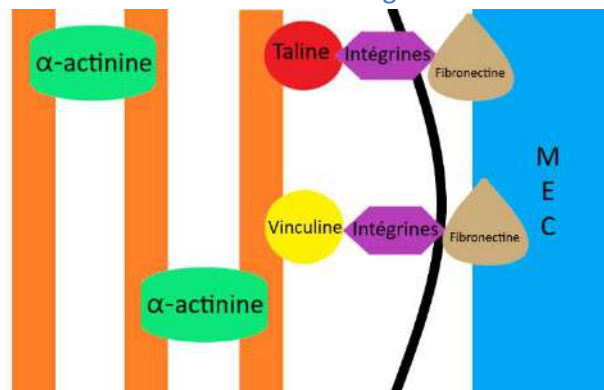 α-actinine
Taline
Intégrines
Fibronectine
M
E
C
Vinculine
Intégrines
Fibronectine
α-actinine